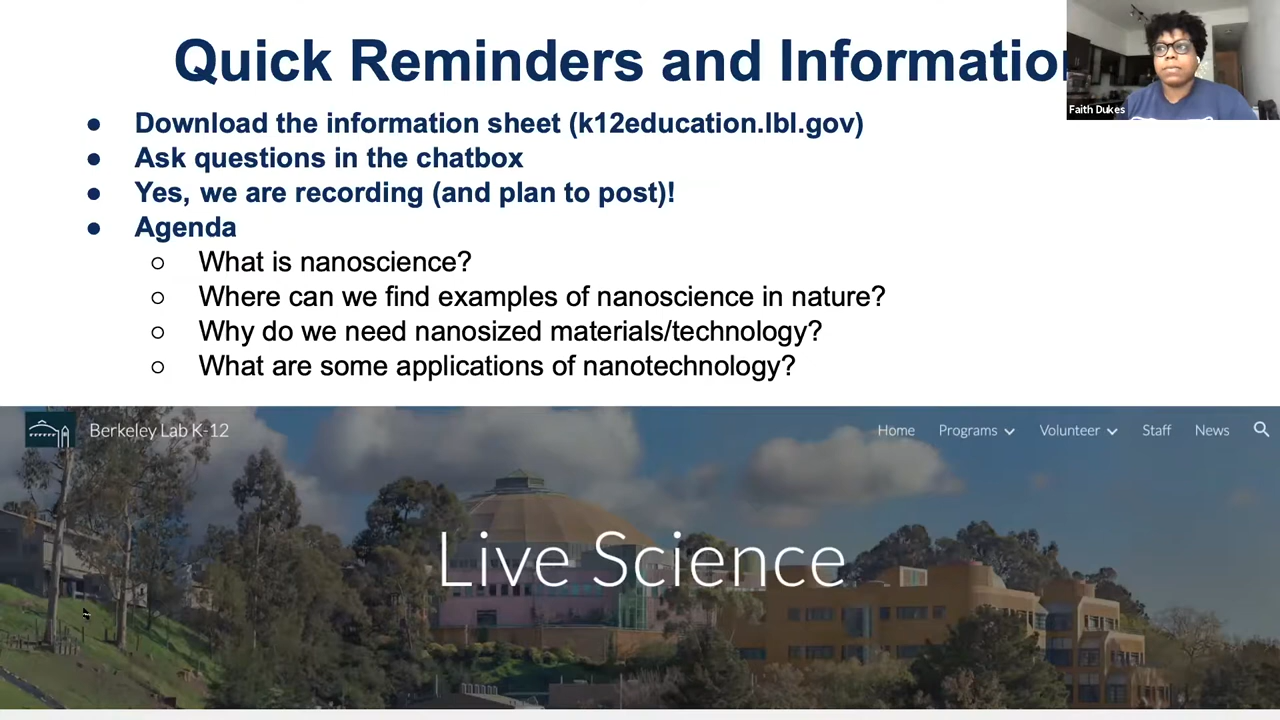 Quick Reminders and Information
Faith Dukes
● Download the information sheet (k12education.lbl.gov)
● Ask questions in the chatbox
● Yes, we are recording (and plan to post)!
● Agenda
○ What is nanoscience?
○ Where can we find examples of nanoscience in nature?
○ Why do we need nanosized materials/technology?
○ What are some applications of nanotechnology?
Berkeley Lab K-12 Home Programs Volunteer Staff News
Live Science